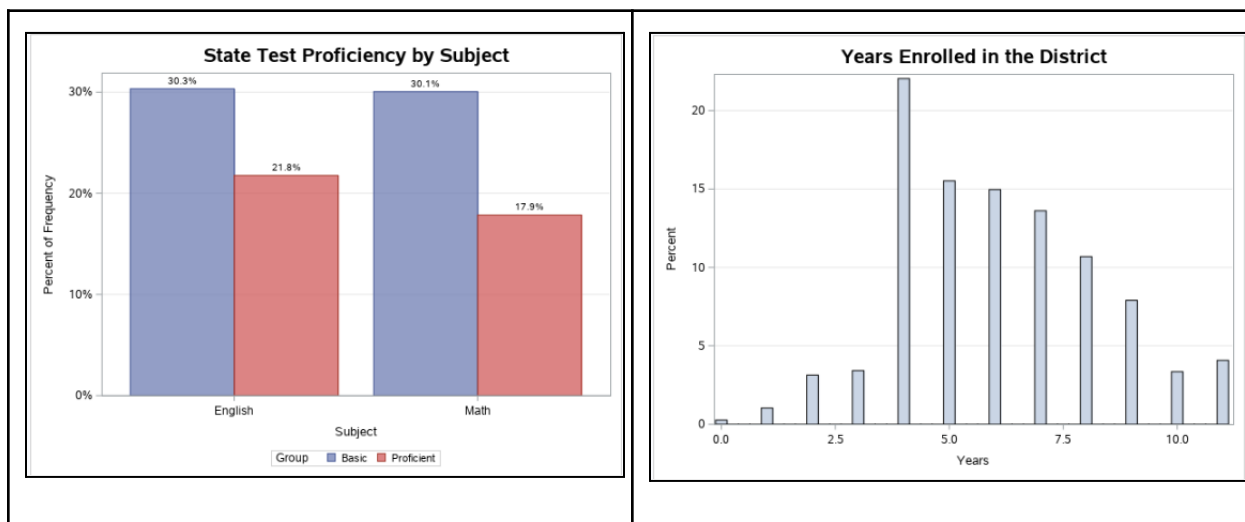 State Test Proficiency by Subject
30.3%
30.1%
30%
21.8%
20%
17.9%
10%
0%
Percent of Frequency
English
Math
Subject
Group Basic Proficient
Years Enrolled in the District
20
15
10
5
0
Percent
0.0
2.5
5.0
7.5
10.0
Years